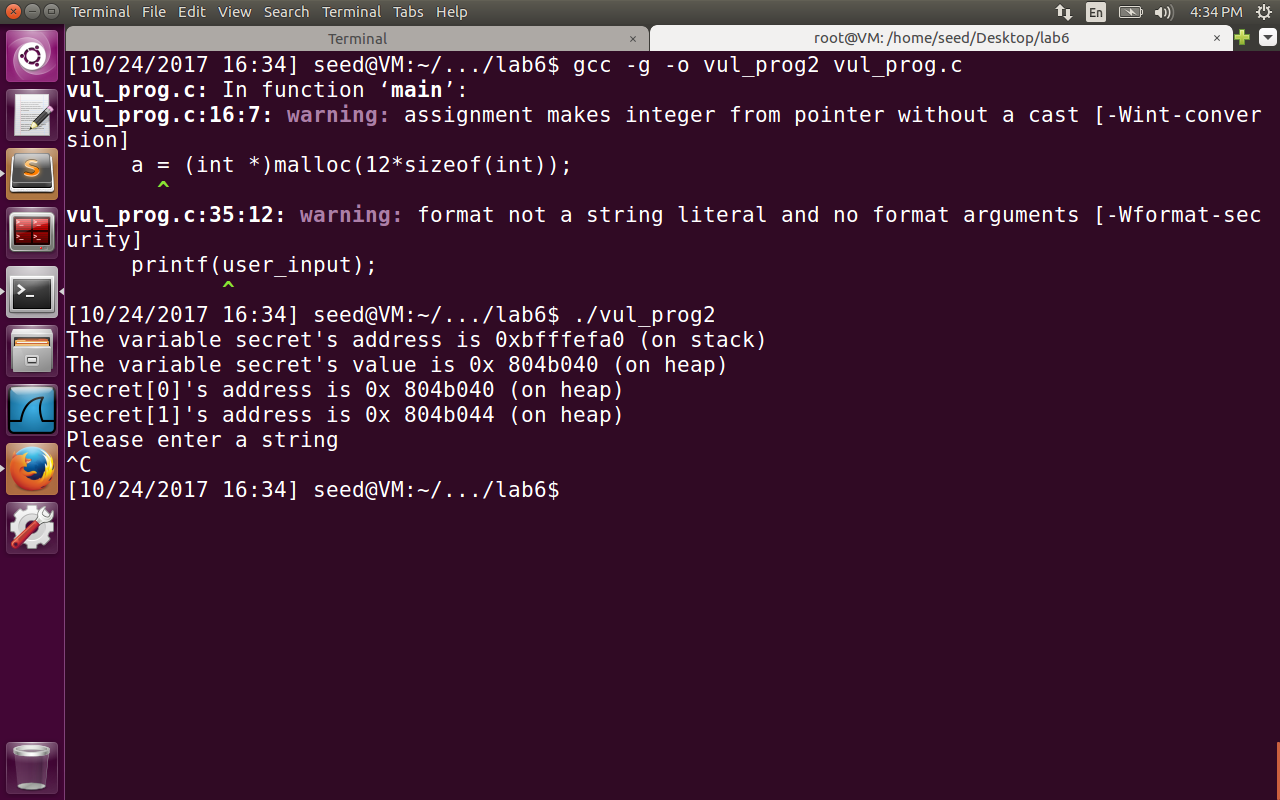 Terminal File Edit View Search Terminal Tabs Help En 4:34 PM
Terminal × root@VM: /home/seed/Desktop/lab6 ×
[10/24/2017 16:34] seed@VM:~/.../lab6$ gcc -g -o vul_prog2 vul_prog.c
vul_prog.c: In function ‘main’:
vul_prog.c:16:7: warning: assignment makes integer from pointer without a cast [-Wint-conver
sion]
     a = (int *)malloc(12*sizeof(int));
       ^
vul_prog.c:35:12: warning: format not a string literal and no format arguments [-Wformat-sec
urity]
     printf(user_input);
            ^
[10/24/2017 16:34] seed@VM:~/.../lab6$ ./vul_prog2
The variable secret's address is 0xbfffefa0 (on stack)
The variable secret's value is 0x 804b040 (on heap)
secret[0]'s address is 0x 804b040 (on heap)
secret[1]'s address is 0x 804b044 (on heap)
Please enter a string
^C
[10/24/2017 16:34] seed@VM:~/.../lab6$